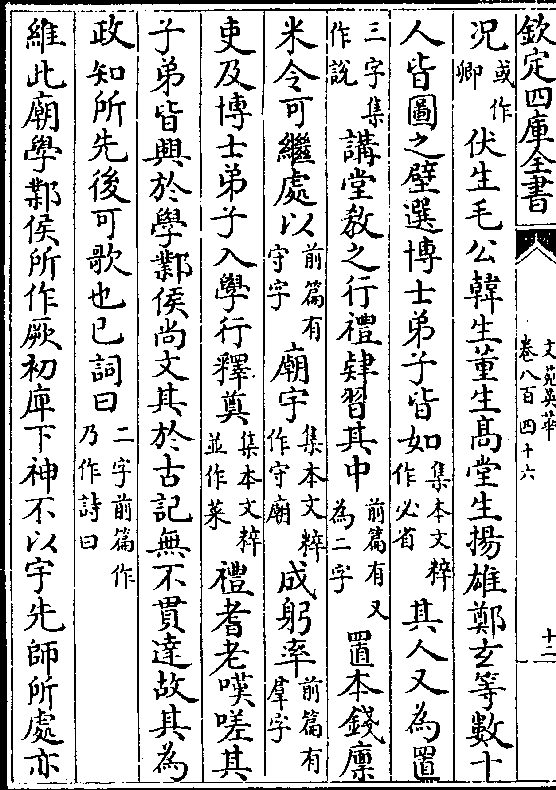 欽定四庫全書
文苑英華
卷八百四十六
十二
况或作卿伏生毛公韓生董生高堂生揚雄鄭𤣥等數十
人皆圖之壁選博士弟子皆如集本文粹作必省其人又為置
三字集作說講堂教之行禮肄習其中前篇有又為二字置本錢廩
米令可繼處以前篇有守字廟宇集本文粹作守廟成躬率前篇有羣字
吏及博士弟子入學行釋奠集本文粹並作菜禮耆老嘆嗟其
子弟皆興於學鄴侯尚文其於古記無不貫達故其為
政知所先後可歌也已詞曰二字前篇作乃作詩曰
維此廟學鄴侯所作厥初庳下神不以宇先師所處亦